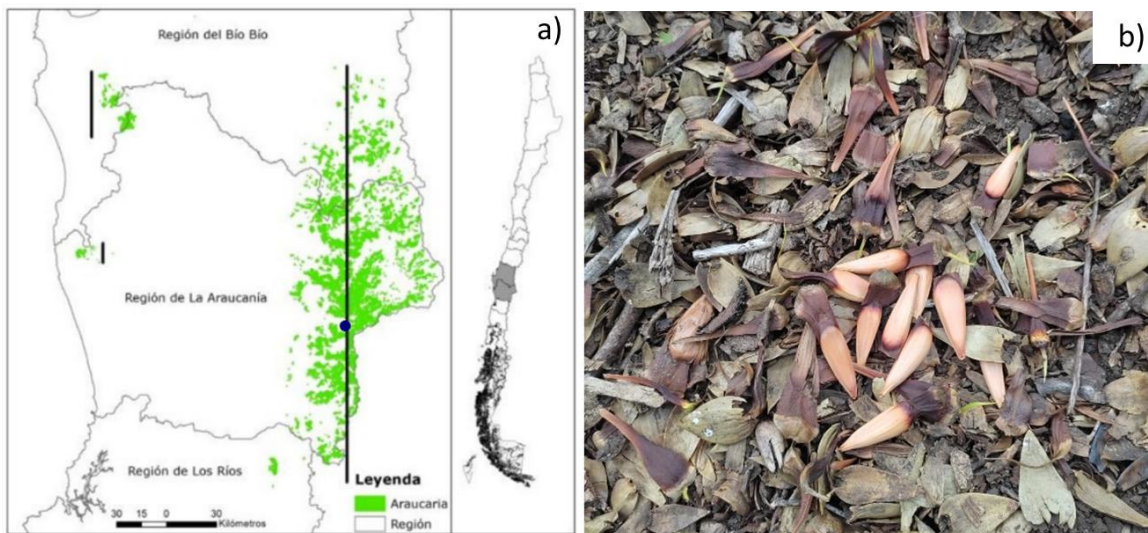 a)
b)
Región del Bío Bío
Región de La Araucanía
Región de Los Ríos
Leyenda
Araucaria
Región
30 15 0 30
Kilómetros